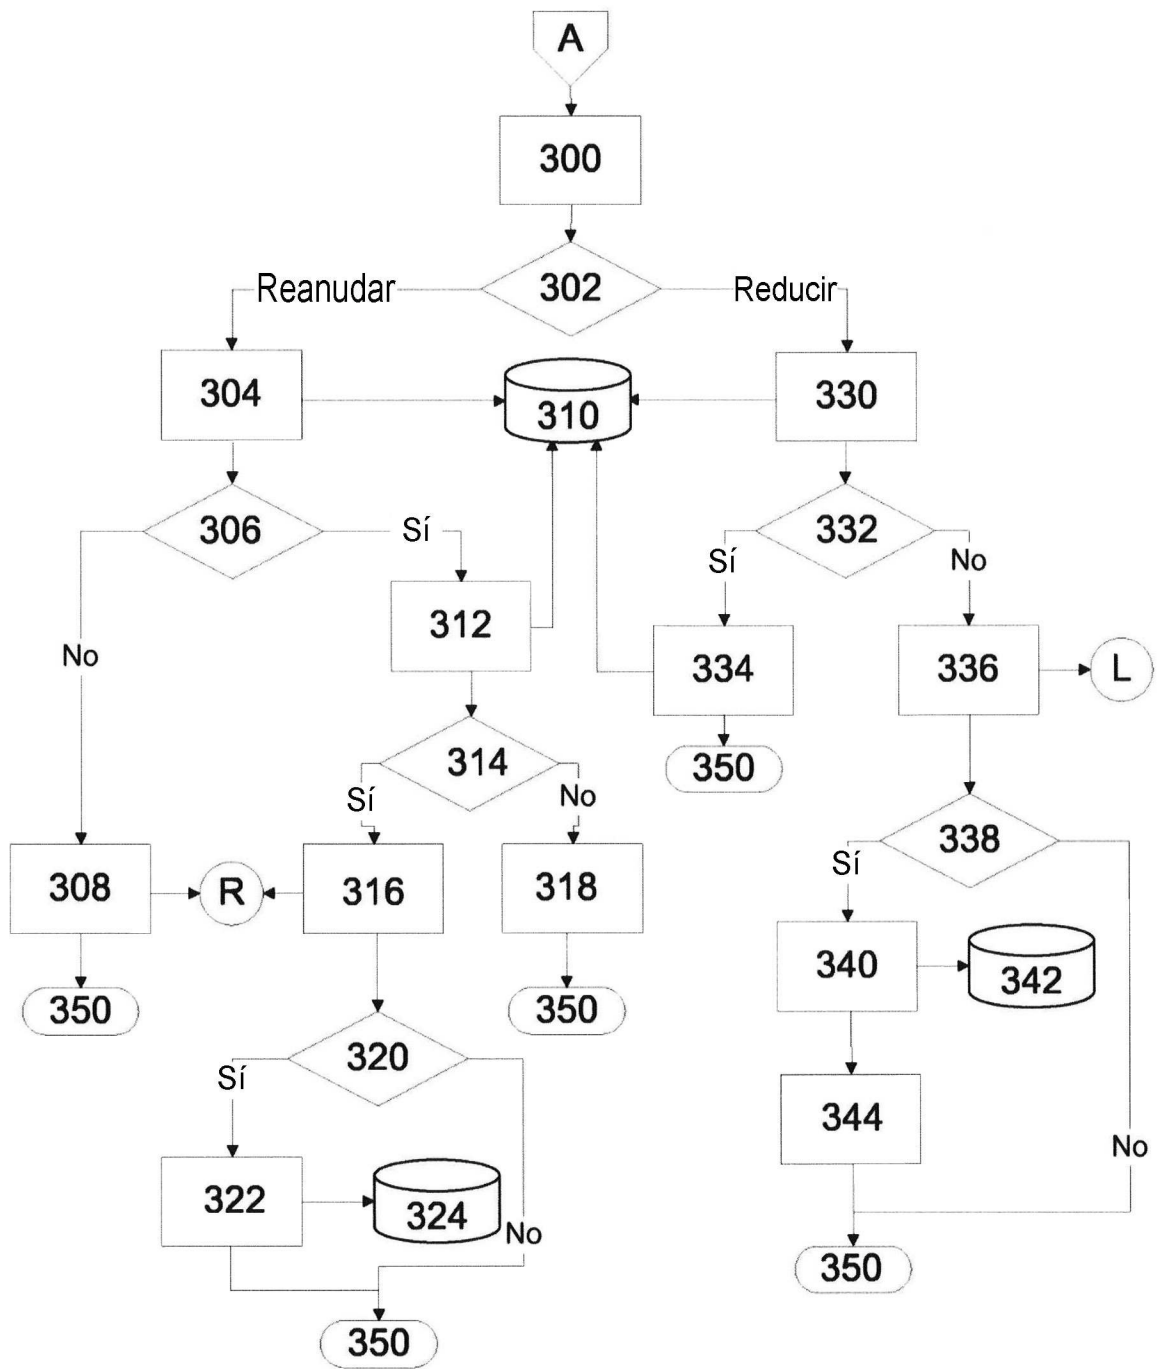 A
300
Reanudar 302 Reducir
304 310 330
306 Sí 332
Sí No
312
No 334 336 L
314 350
Sí No
338
Sí
308 R 316 318
340 342
350 350
320
Sí
344
No
322 324
No
350
350